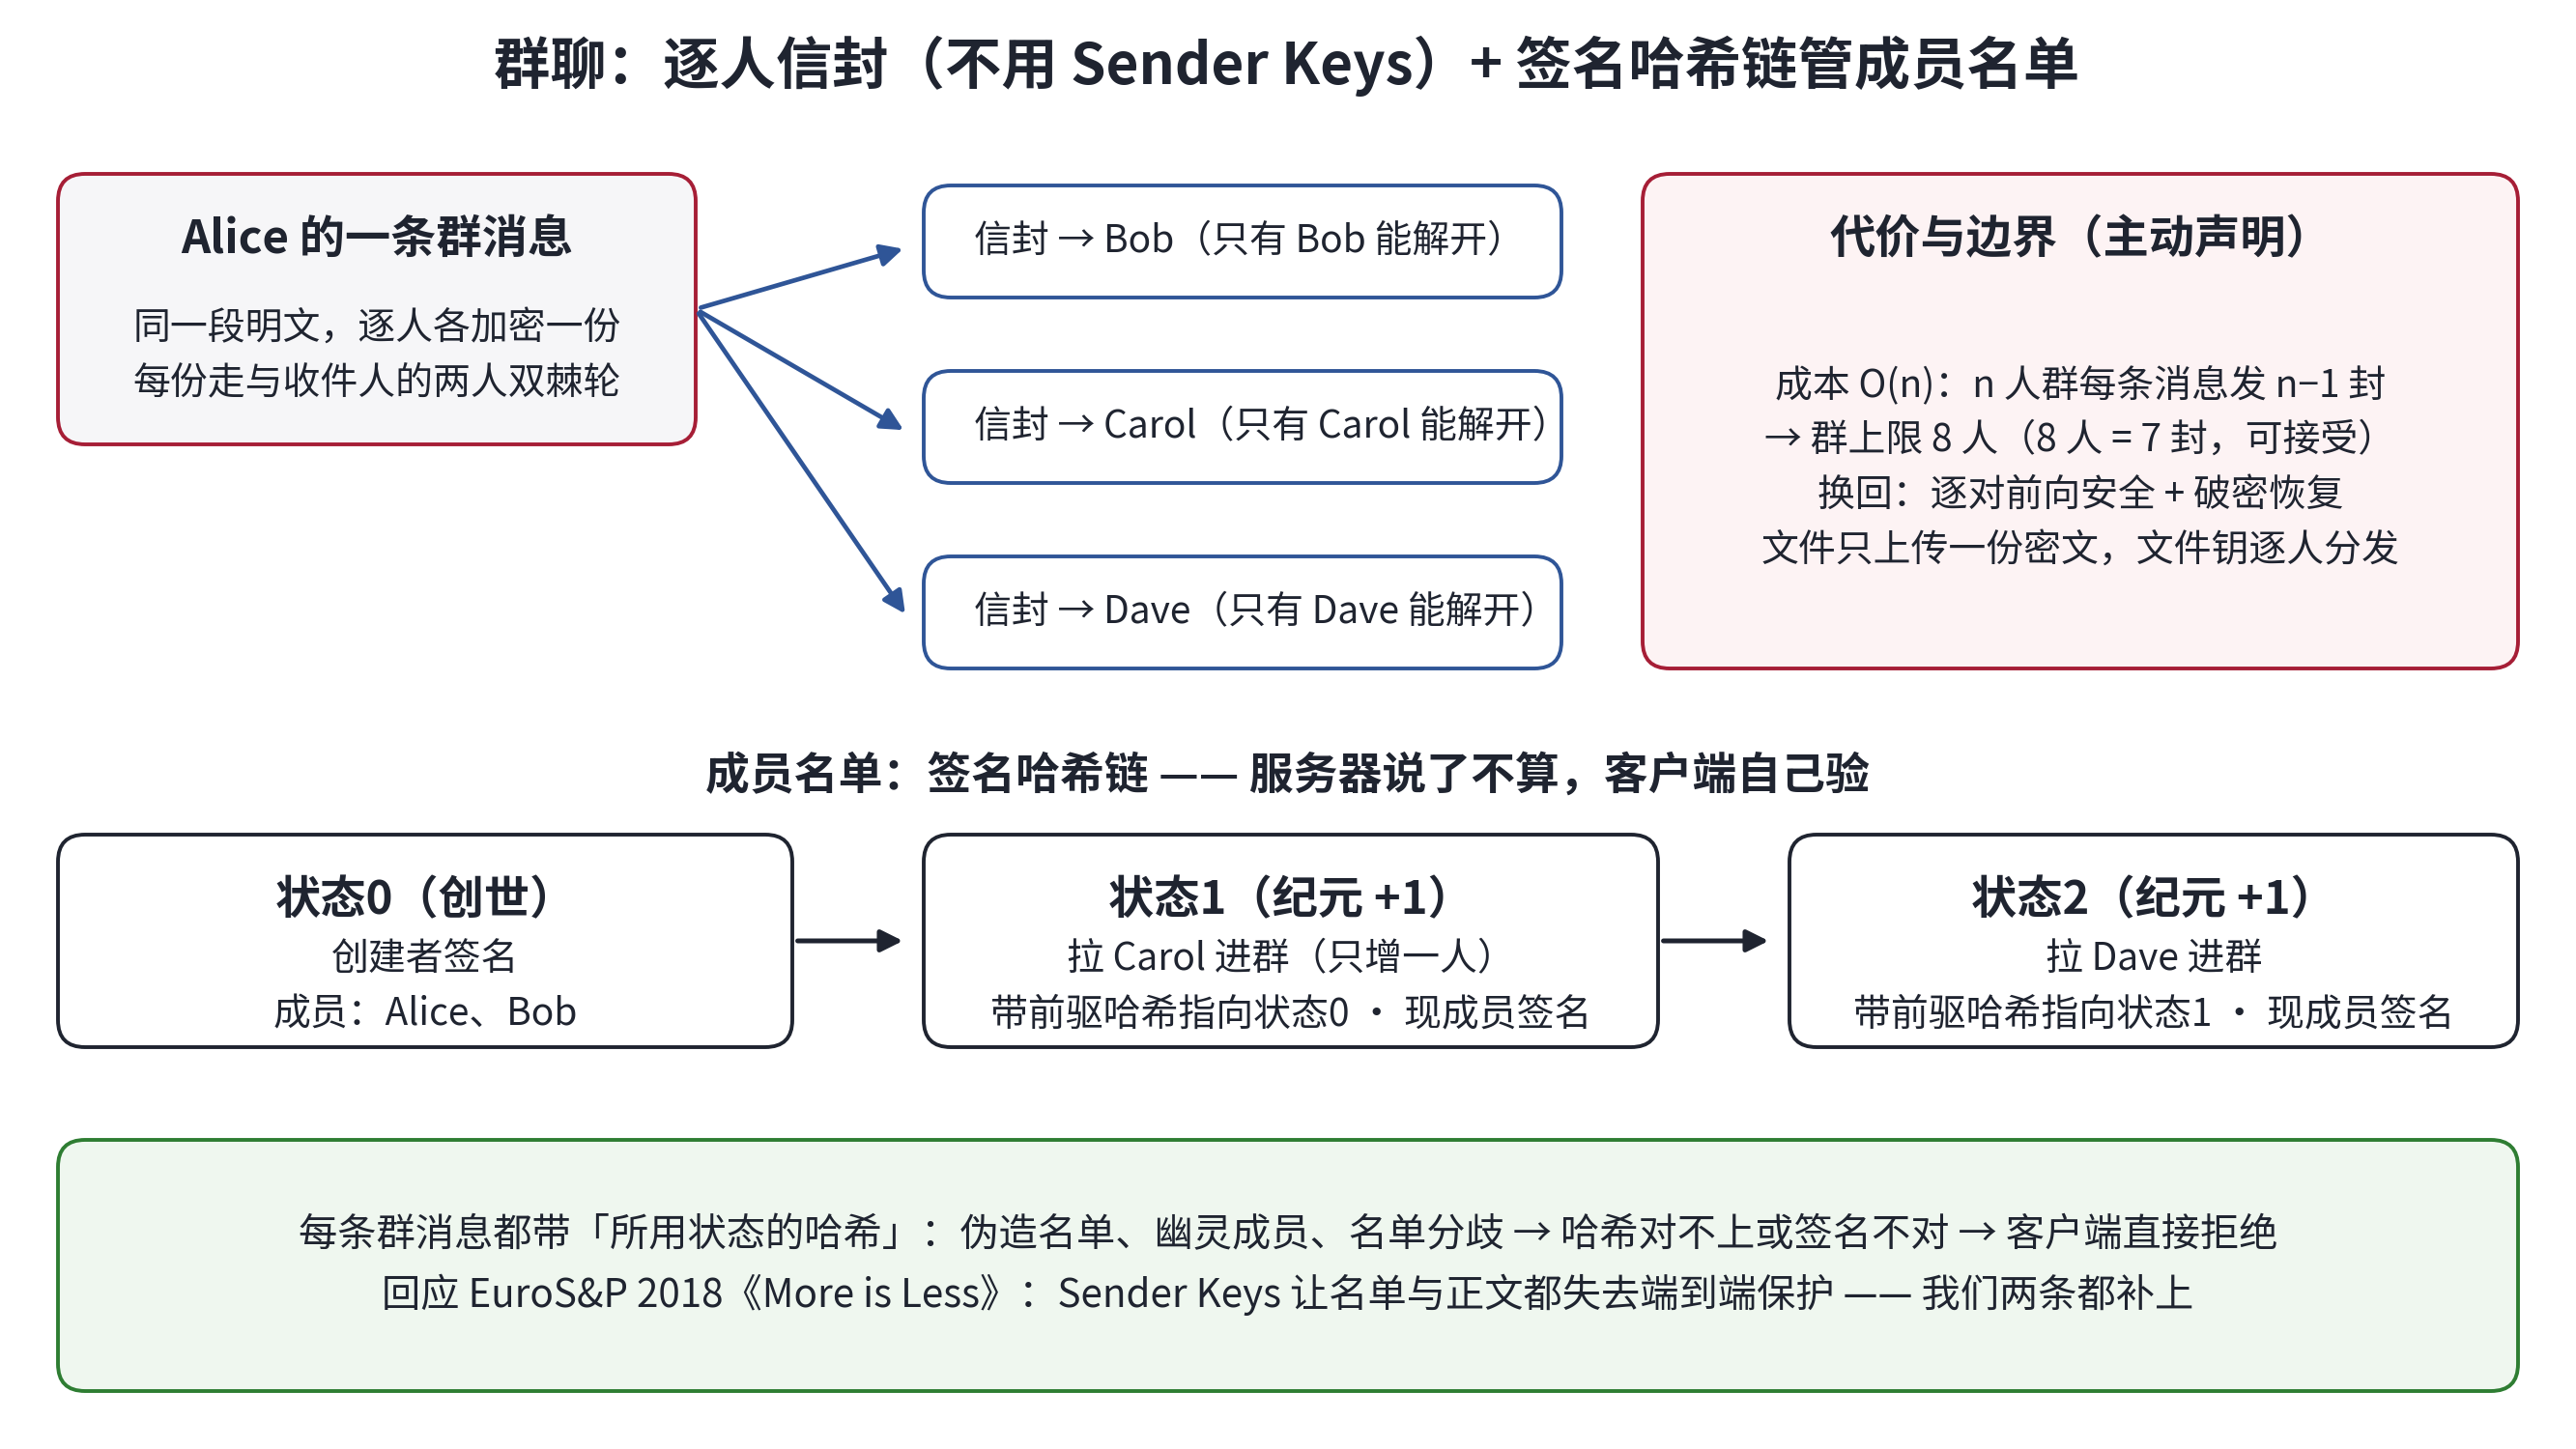 群聊：逐人信封（不用 Sender Keys）+ 签名哈希链管成员名单
Alice 的一条群消息
同一段明文，逐人各加密一份
每份走与收件人的两人双棘轮
信封 → Bob（只有 Bob 能解开）
信封 → Carol（只有 Carol 能解开）
信封 → Dave（只有 Dave 能解开）
代价与边界（主动声明）
成本 O(n)：n 人群每条消息发 n−1 封
→ 群上限 8 人（8 人 = 7 封，可接受）
换回：逐对前向安全 + 破密恢复
文件只上传一份密文，文件钥逐人分发
成员名单：签名哈希链 —— 服务器说了不算，客户端自己验
状态0（创世）
创建者签名
成员：Alice、Bob
状态1（纪元 +1）
拉 Carol 进群（只增一人）
带前驱哈希指向状态0 · 现成员签名
状态2（纪元 +1）
拉 Dave 进群
带前驱哈希指向状态1 · 现成员签名
每条群消息都带「所用状态的哈希」：伪造名单、幽灵成员、名单分歧 → 哈希对不上或签名不对 → 客户端直接拒绝
回应 EuroS&P 2018《More is Less》：Sender Keys 让名单与正文都失去端到端保护 —— 我们两条都补上